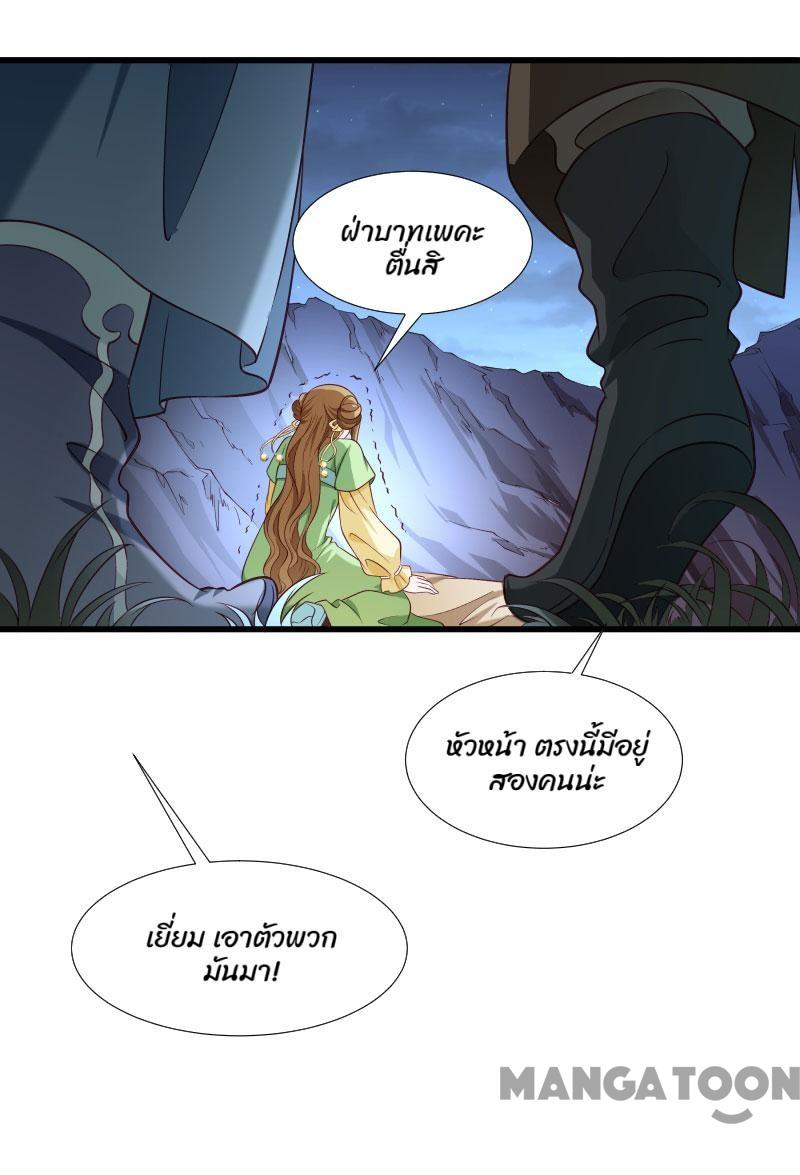 ฝ่าบาทเพคะ
ตื่นสิ
หัวหน้า ตรงนี้มีอยู่
สองคนน่ะ
เยี่ยม เอาตัวพวก
มันมา!
MANGATOON